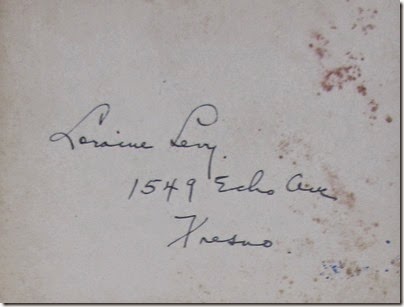 Loraine Levy.
1549 Echo Ave
Fresno